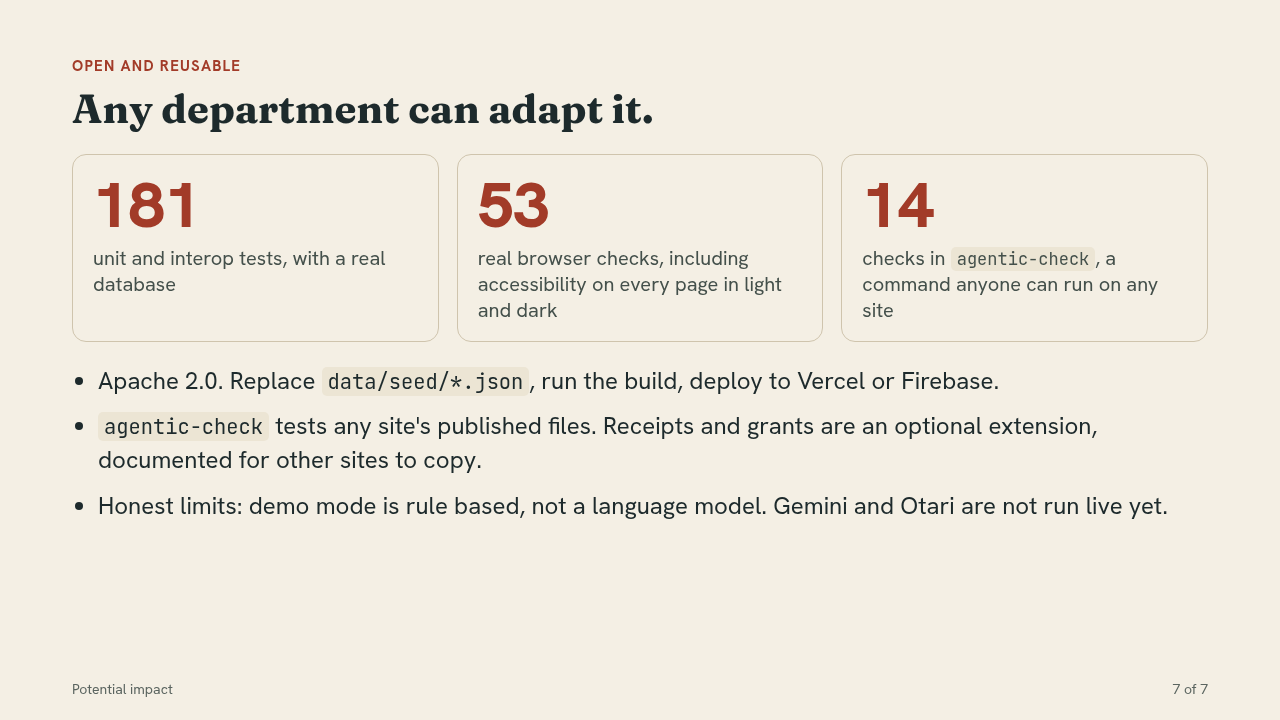 OPEN AND REUSABLE
Any department can adapt it.
181
unit and interop tests, with a real
database
53
real browser checks, including
accessibility on every page in light
and dark
14
checks in agentic-check, a
command anyone can run on any
site
• Apache 2.0. Replace data/seed/*.json, run the build, deploy to Vercel or Firebase.
• agentic-check tests any site's published files. Receipts and grants are an optional extension,
documented for other sites to copy.
• Honest limits: demo mode is rule based, not a language model. Gemini and Otari are not run live yet.
Potential impact
7 of 7